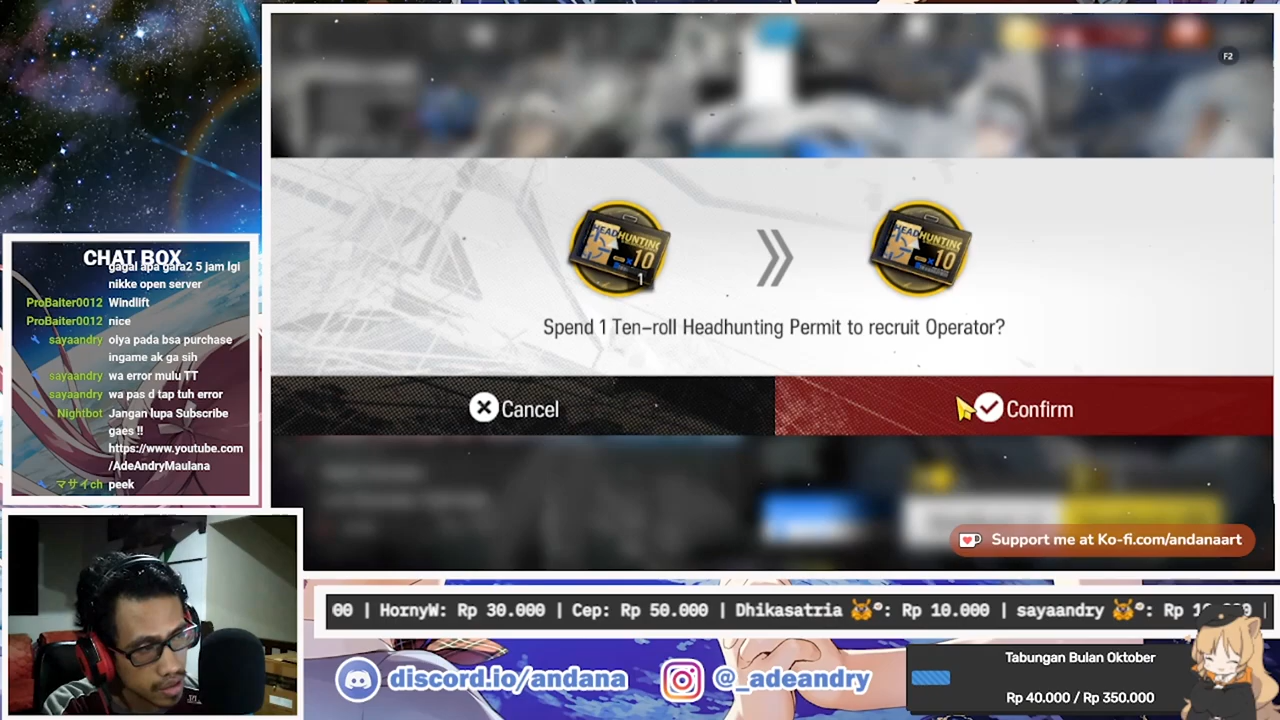 F2
HEADHUNTING
×10
1
HEADHUNTING
×10
Spend 1 Ten-roll Headhunting Permit to recruit Operator?
Cancel
Confirm
CHAT BOX
gagal apa gara2 5 jam lgi
nikke open server
ProBaiter0012 Windlift
ProBaiter0012 nice
sayaandry oiya pada bsa purchase
ingame ak ga sih
sayaandry wa error mulu TT
sayaandry wa pas d tap tuh error
Nightbot Jangan lupa Subscribe
gaes !!
https://www.youtube.com
/AdeAndryMaulana
マサイch peek
Support me at Ko-fi.com/andanaart
00 | HornyW: Rp 30.000 | Cep: Rp 50.000 | Dhikasatria : Rp 10.000 | sayaandry : Rp
discord.io/andana
@_adeandry
Tabungan Bulan Oktober
Rp 40.000 / Rp 350.000